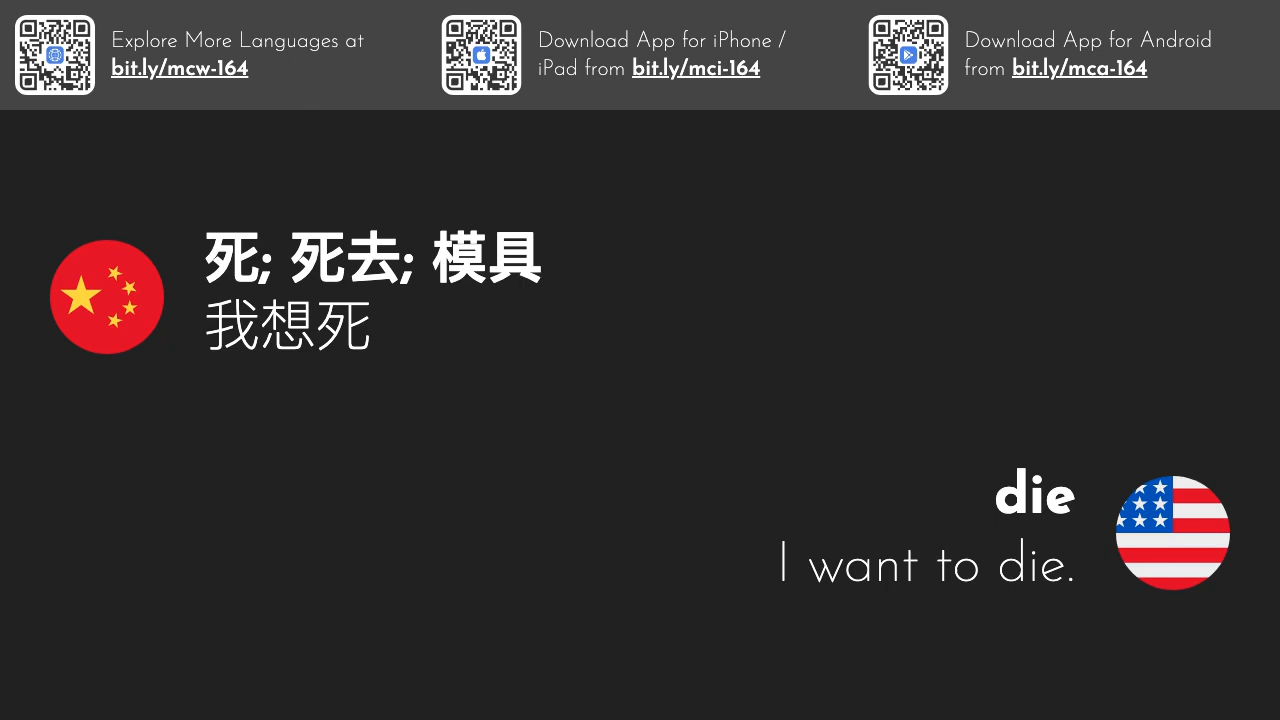 Explore More Languages at
bit.ly/mcw-164
Download App for iPhone /
iPad from bit.ly/mci-164
Download App for Android
from bit.ly/mca-164
死; 死去; 模具
我想死
die
I want to die.